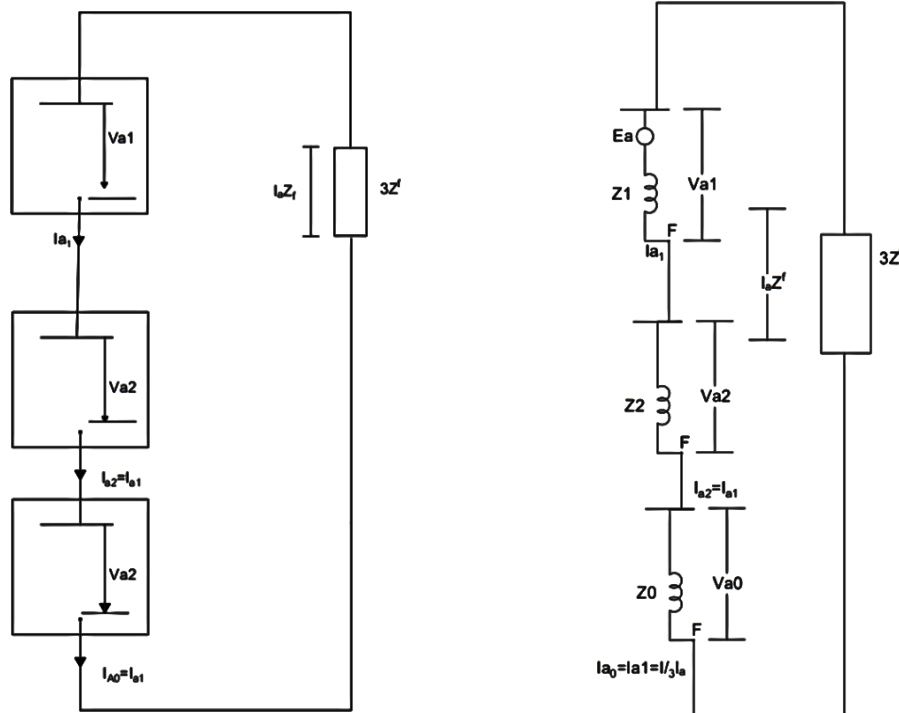 Va1
IaZf
3Zᶠ
Ia₁
Va2
Ia2=Ia1
Va2
IA0=Ia1
Ea
Z1
Va1
F
Ia₁
IaZᶠ
3Z
Z2
Va2
F
Ia2=Ia1
Z0
Va0
F
Ia₀=Ia1=I/₃Iₐ